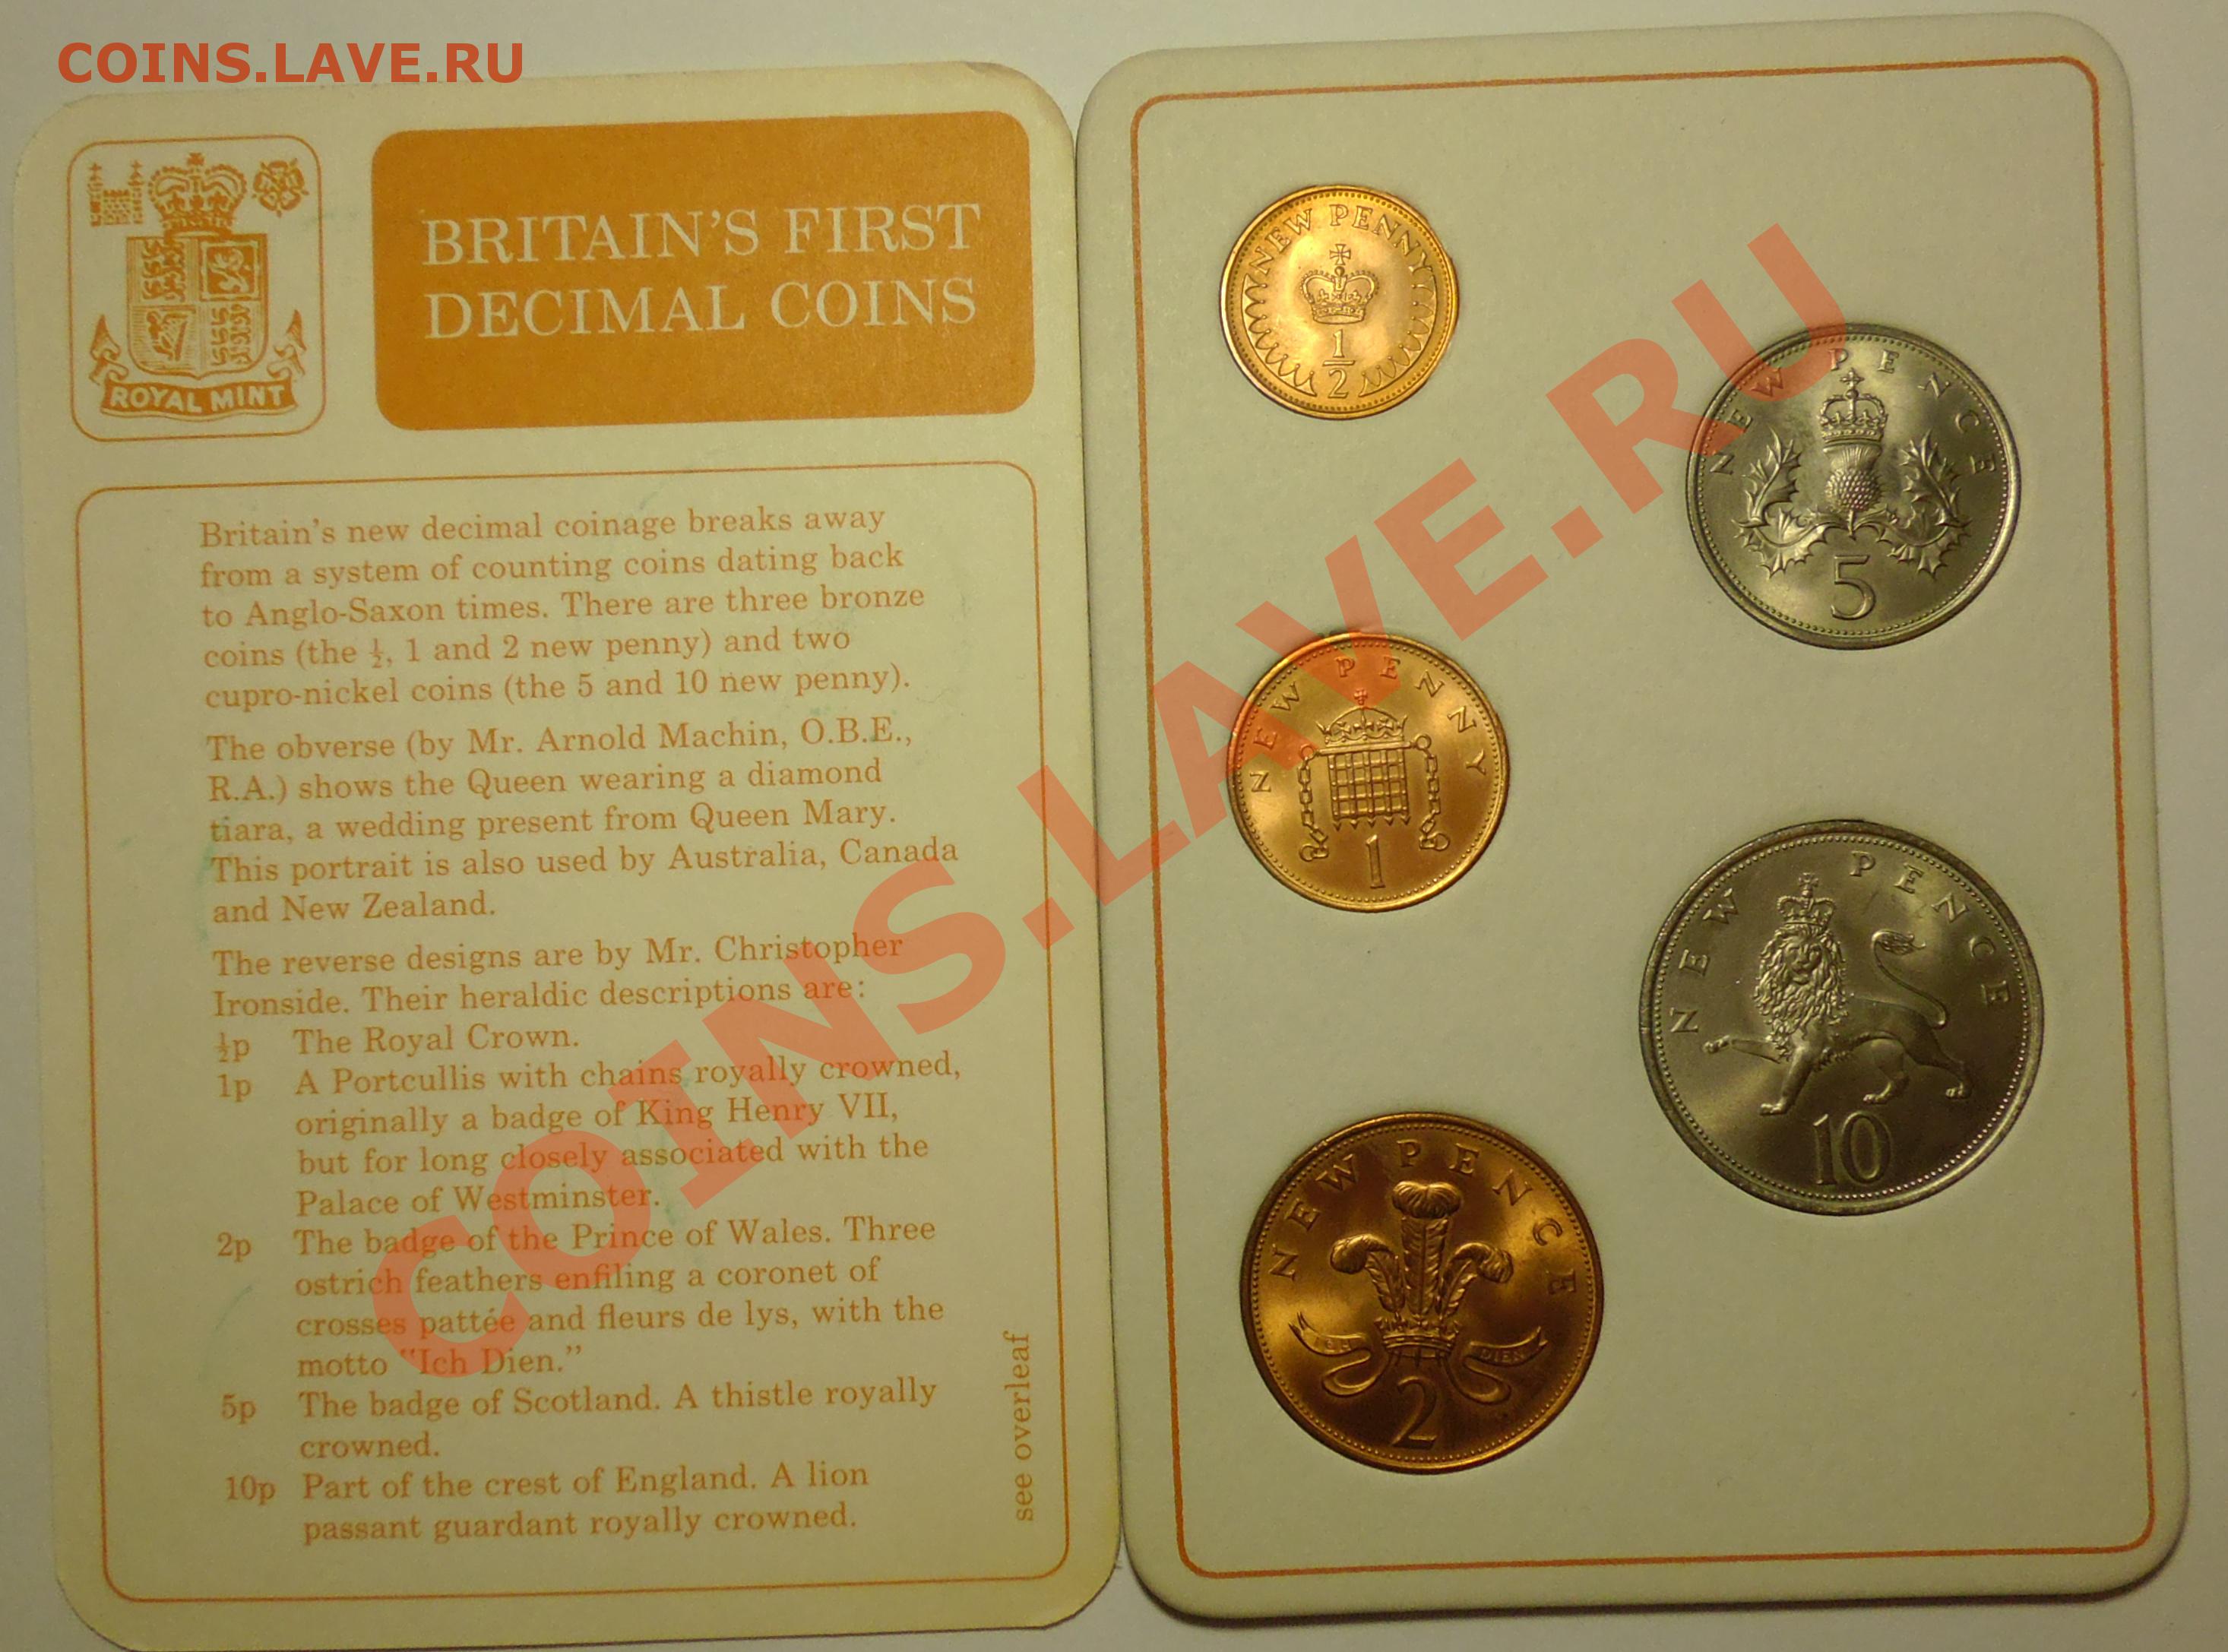 COINS.LAVE.RU
ROYAL MINT
BRITAIN'S FIRST
DECIMAL COINS
Britain's new decimal coinage breaks away
from a system of counting coins dating back
to Anglo-Saxon times. There are three bronze
coins (the ½, 1 and 2 new penny) and two
cupro-nickel coins (the 5 and 10 new penny).
The obverse (by Mr. Arnold Machin, O.B.E.,
R.A.) shows the Queen wearing a diamond
tiara, a wedding present from Queen Mary.
This portrait is also used by Australia, Canada
and New Zealand.
The reverse designs are by Mr. Christopher
Ironside. Their heraldic descriptions are:
½p The Royal Crown.
1p A Portcullis with chains royally crowned,
originally a badge of King Henry VII,
but for long closely associated with the
Palace of Westminster.
2p The badge of the Prince of Wales. Three
ostrich feathers enfiling a coronet of
crosses pattée and fleurs de lys, with the
motto "Ich Dien."
5p The badge of Scotland. A thistle royally
crowned.
10p Part of the crest of England. A lion
passant guardant royally crowned.
see overleaf
NEW PENNY
1/2
NEW PENCE
5
NEW PENNY
1
NEW PENCE
10
NEW PENCE
ICH DIEN
2
COINS.LAVE.RU